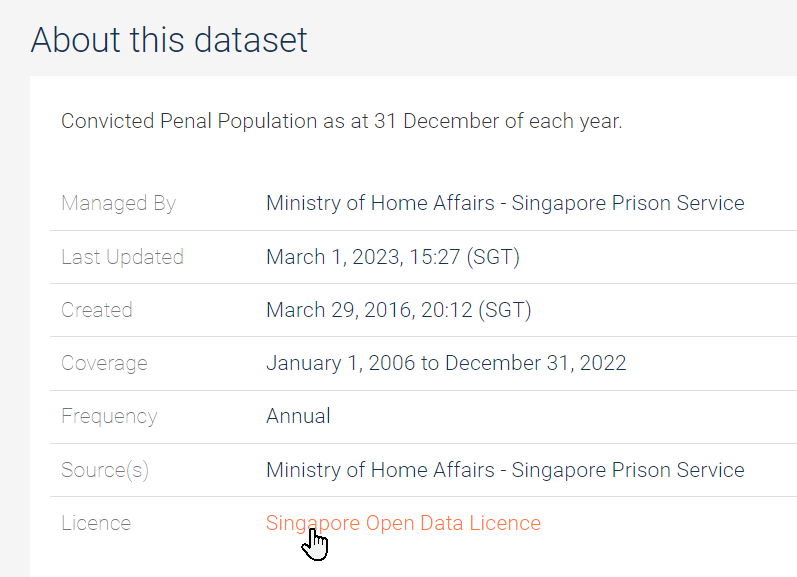 About this dataset
Convicted Penal Population as at 31 December of each year.
Managed By Ministry of Home Affairs - Singapore Prison Service
Last Updated March 1, 2023, 15:27 (SGT)
Created March 29, 2016, 20:12 (SGT)
Coverage January 1, 2006 to December 31, 2022
Frequency Annual
Source(s) Ministry of Home Affairs - Singapore Prison Service
Licence Singapore Open Data Licence